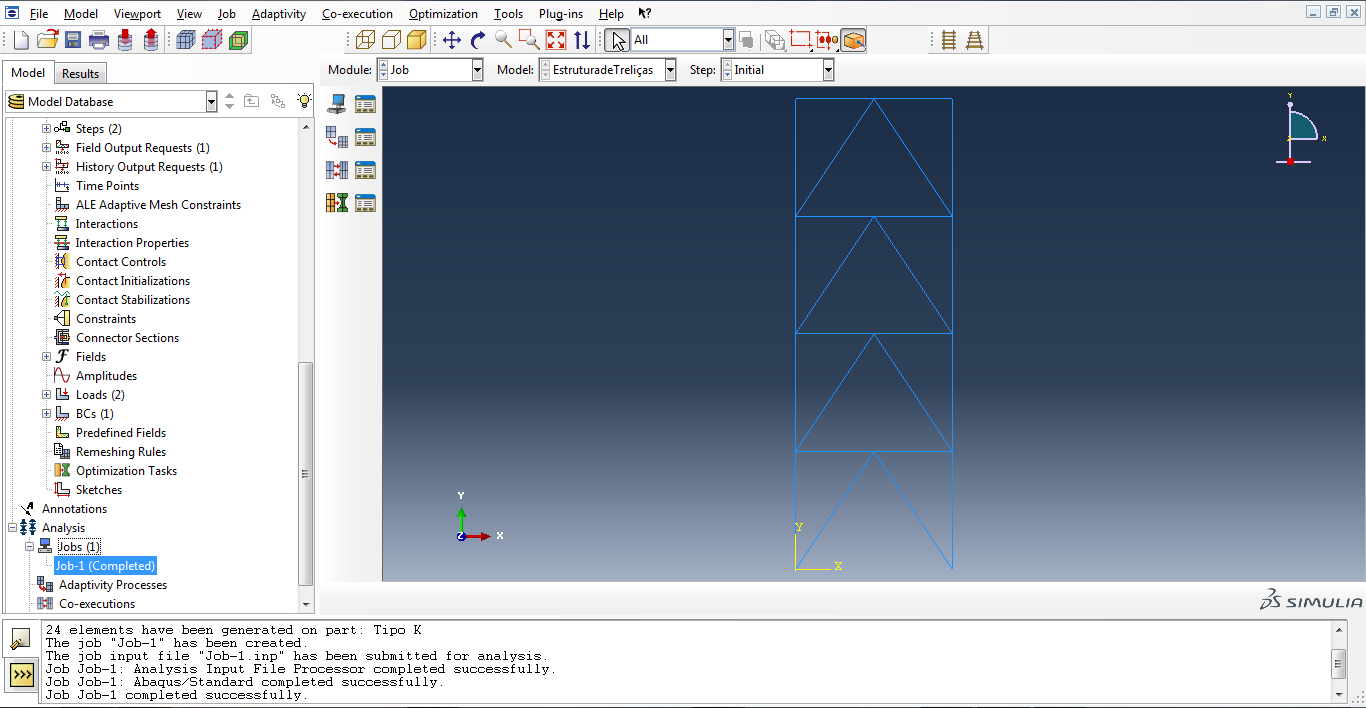 File Model Viewport View Job Adaptivity Co-execution Optimization Tools Plug-ins Help ?
All
Model Results
Module: Job Model: EstruturadeTreliças Step: Initial
Model Database
Steps (2)
Field Output Requests (1)
History Output Requests (1)
Time Points
ALE Adaptive Mesh Constraints
Interactions
Interaction Properties
Contact Controls
Contact Initializations
Contact Stabilizations
Constraints
Connector Sections
Fields
Amplitudes
Loads (2)
BCs (1)
Predefined Fields
Remeshing Rules
Optimization Tasks
Sketches
Annotations
Analysis
Jobs (1)
Job-1 (Completed)
Adaptivity Processes
Co-executions
Y
X
Z
Y
X
Z
Y
X
SIMULIA
24 elements have been generated on part: Tipo K
The job "Job-1" has been created.
The job input file "Job-1.inp" has been submitted for analysis.
Job Job-1: Analysis Input File Processor completed successfully.
Job Job-1: Abaqus/Standard completed successfully.
Job Job-1 completed successfully.
>>>